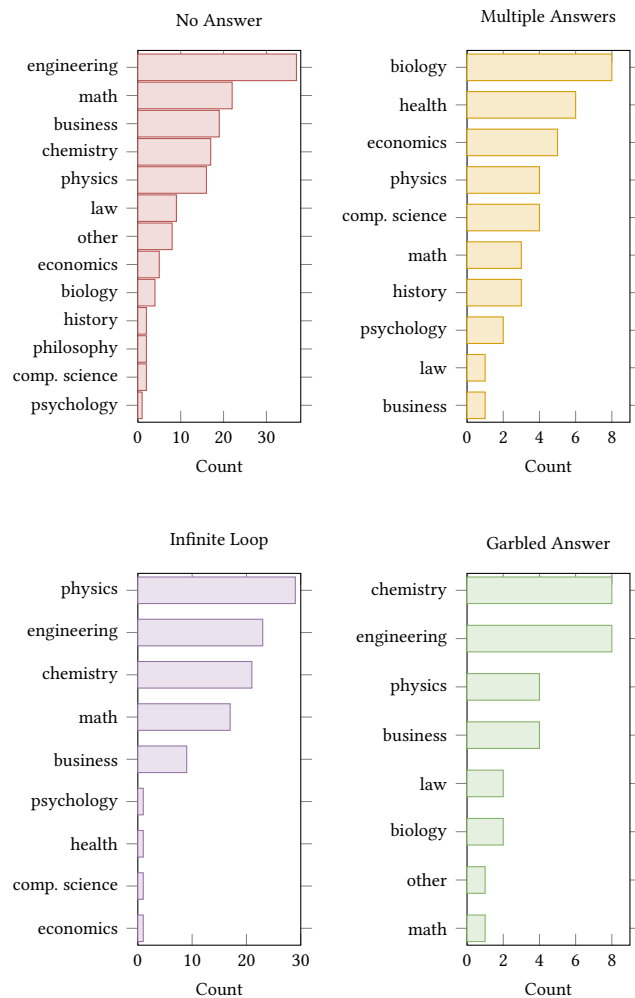 No Answer
engineering
math
business
chemistry
physics
law
other
economics
biology
history
philosophy
comp. science
psychology
0 10 20 30
Count
Multiple Answers
biology
health
economics
physics
comp. science
math
history
psychology
law
business
0 2 4 6 8
Count
Infinite Loop
physics
engineering
chemistry
math
business
psychology
health
comp. science
economics
0 10 20 30
Count
Garbled Answer
chemistry
engineering
physics
business
law
biology
other
math
0 2 4 6 8
Count